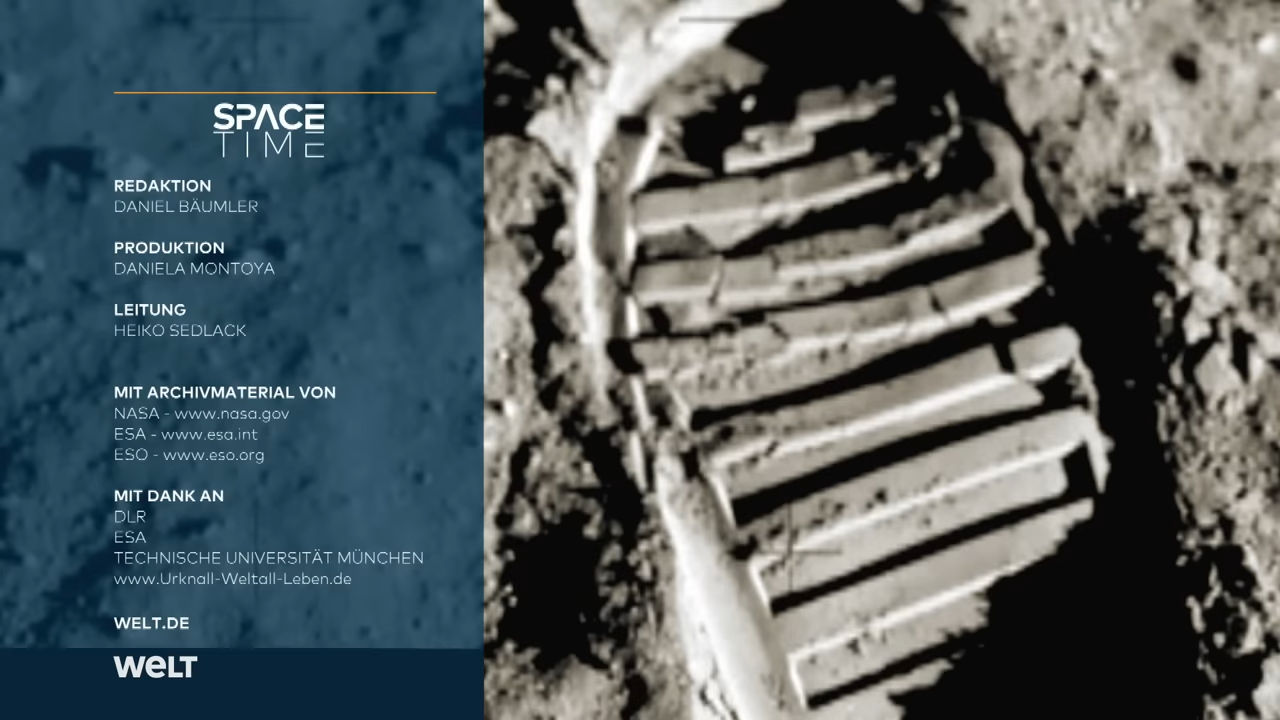 SPACE
TIME
REDAKTION
DANIEL BÄUMLER
PRODUKTION
DANIELA MONTOYA
LEITUNG
HEIKO SEDLACK
MIT ARCHIVMATERIAL VON
NASA - www.nasa.gov
ESA - www.esa.int
ESO - www.eso.org
MIT DANK AN
DLR
ESA
TECHNISCHE UNIVERSITÄT MÜNCHEN
www.Urknall-Weltall-Leben.de
WELT.DE
WELT